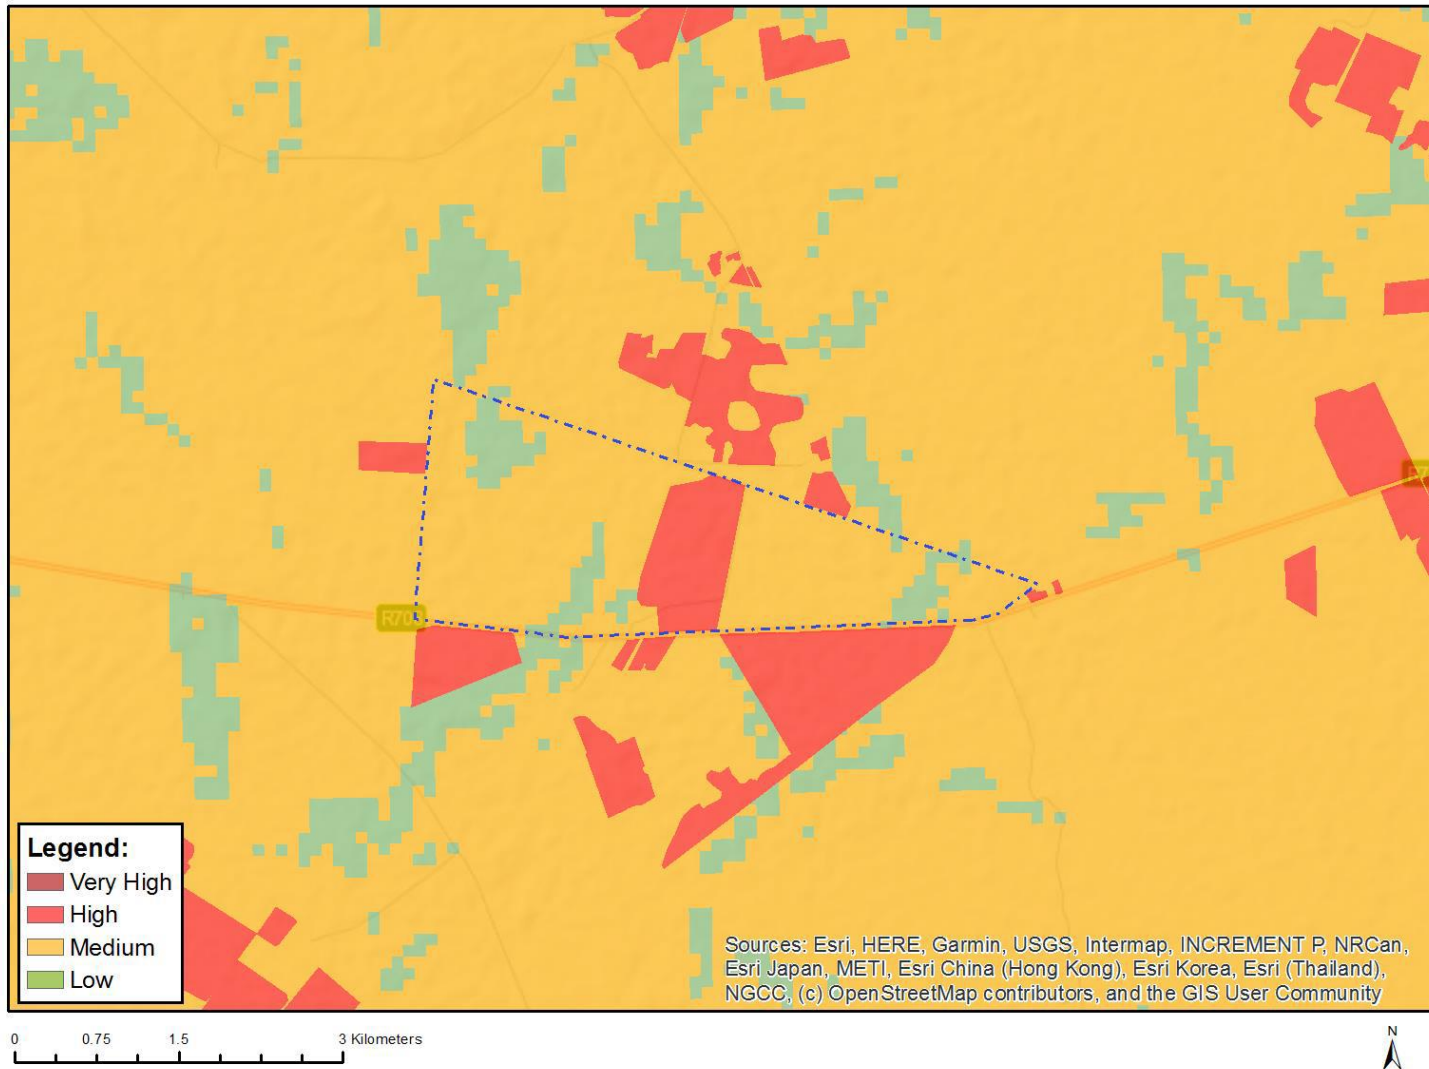 R70
Legend:
Very High
High
Medium
Low
Sources: Esri, HERE, Garmin, USGS, Intermap, INCREMENT P, NRCan,
Esri Japan, METI, Esri China (Hong Kong), Esri Korea, Esri (Thailand),
NGCC, (c) OpenStreetMap contributors, and the GIS User Community
0 0.75 1.5 3 Kilometers
N